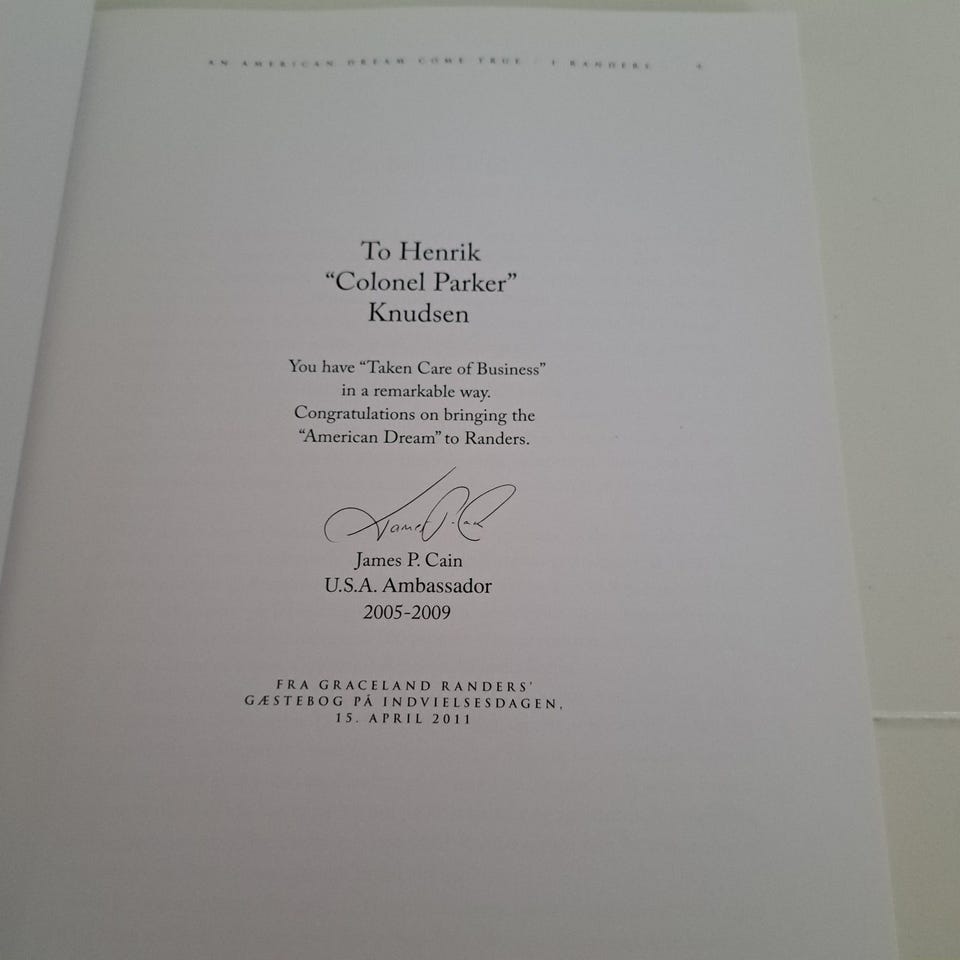 AN AMERICAN DREAM COME TRUE - I RANDERS
To Henrik
“Colonel Parker”
Knudsen
You have “Taken Care of Business”
in a remarkable way.
Congratulations on bringing the
“American Dream” to Randers.
James P. Cain
James P. Cain
U.S.A. Ambassador
2005-2009
FRA GRACELAND RANDERS’
GÆSTEBOG PÅ INDVIELSESDAGEN,
15. APRIL 2011